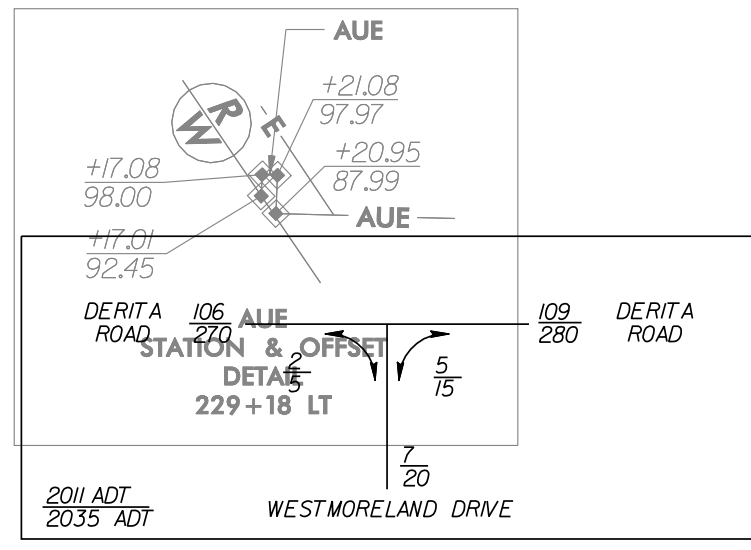 AUE
+21.08
97.97
R
W
E
+20.95
87.99
+17.08
98.00
AUE
+17.01
92.45
DERITA
ROAD
106
270
AUE
STATION & OFFSET
DETAIL
229+18 LT
109
280
DERITA
ROAD
2
5
5
15
7
20
2011 ADT
2035 ADT
WESTMORELAND DRIVE